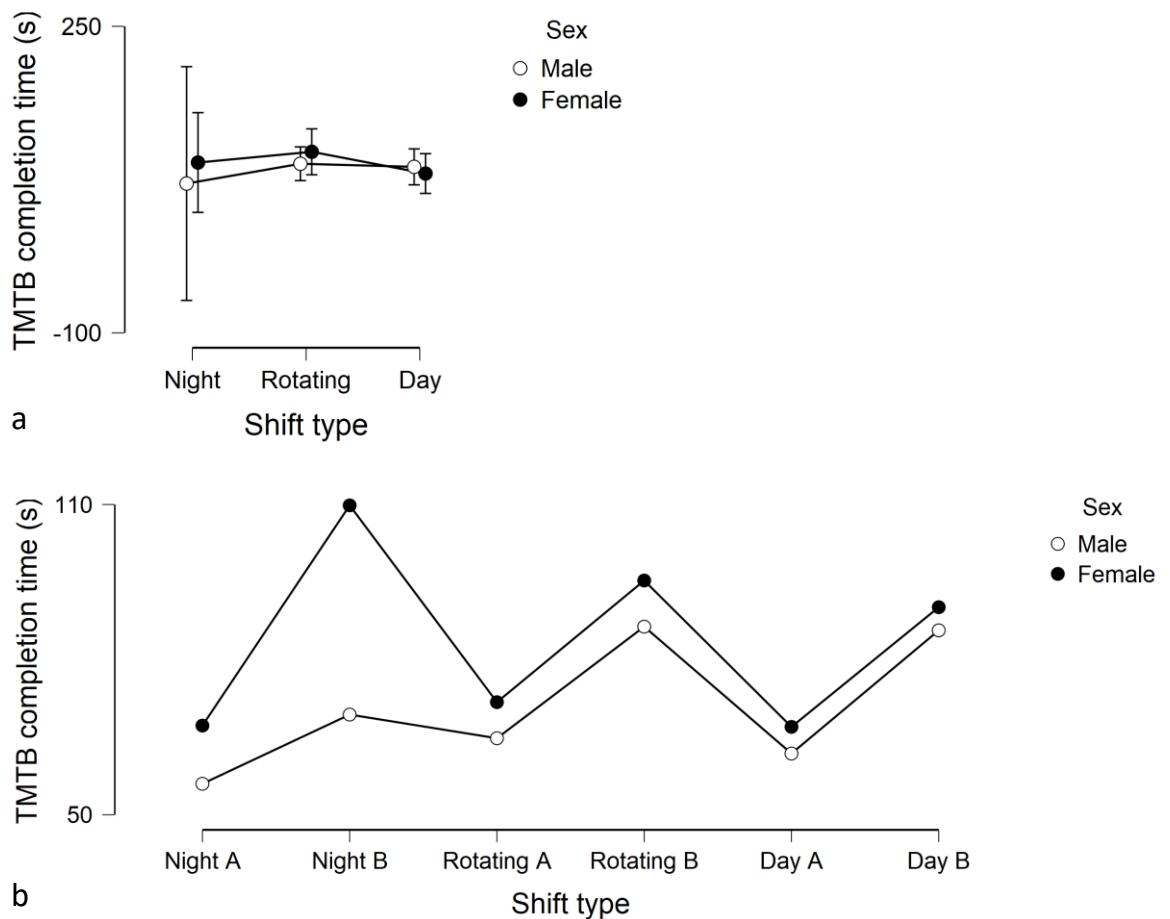 250
TMTB completion time (s)
-100
Sex
Male
Female
Night Rotating Day
Shift type
a
110
TMTB completion time (s)
50
Sex
Male
Female
Night A Night B Rotating A Rotating B Day A Day B
Shift type
b